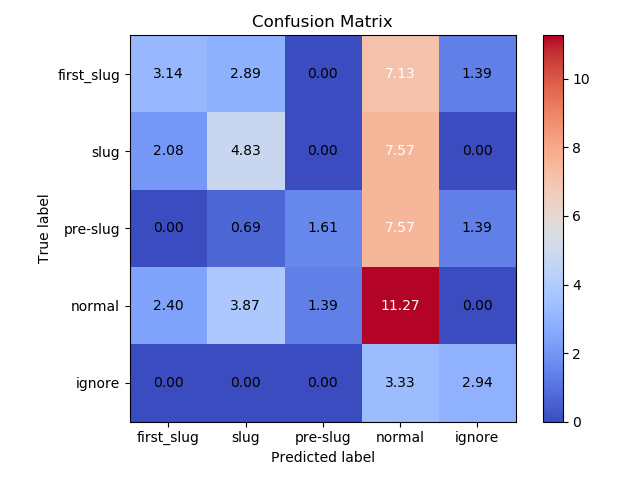 Confusion Matrix
first_slug 3.14 2.89 0.00 7.13 1.39
slug 2.08 4.83 0.00 7.57 0.00
pre-slug 0.00 0.69 1.61 7.57 1.39
normal 2.40 3.87 1.39 11.27 0.00
ignore 0.00 0.00 0.00 3.33 2.94
first_slug slug pre-slug normal ignore
Predicted label
True label
10
8
6
4
2
0